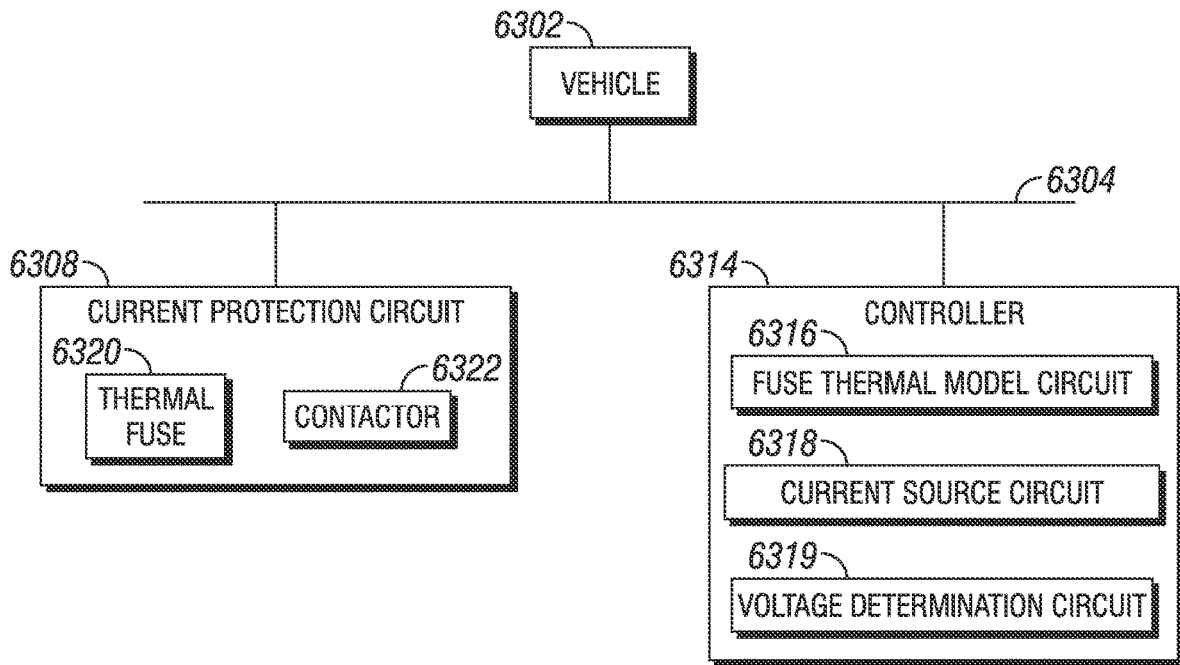 6302
VEHICLE
6304
6308
CURRENT PROTECTION CIRCUIT
6320
THERMAL
FUSE
6322
CONTACTOR
6314
CONTROLLER
6316
FUSE THERMAL MODEL CIRCUIT
6318
CURRENT SOURCE CIRCUIT
6319
VOLTAGE DETERMINATION CIRCUIT